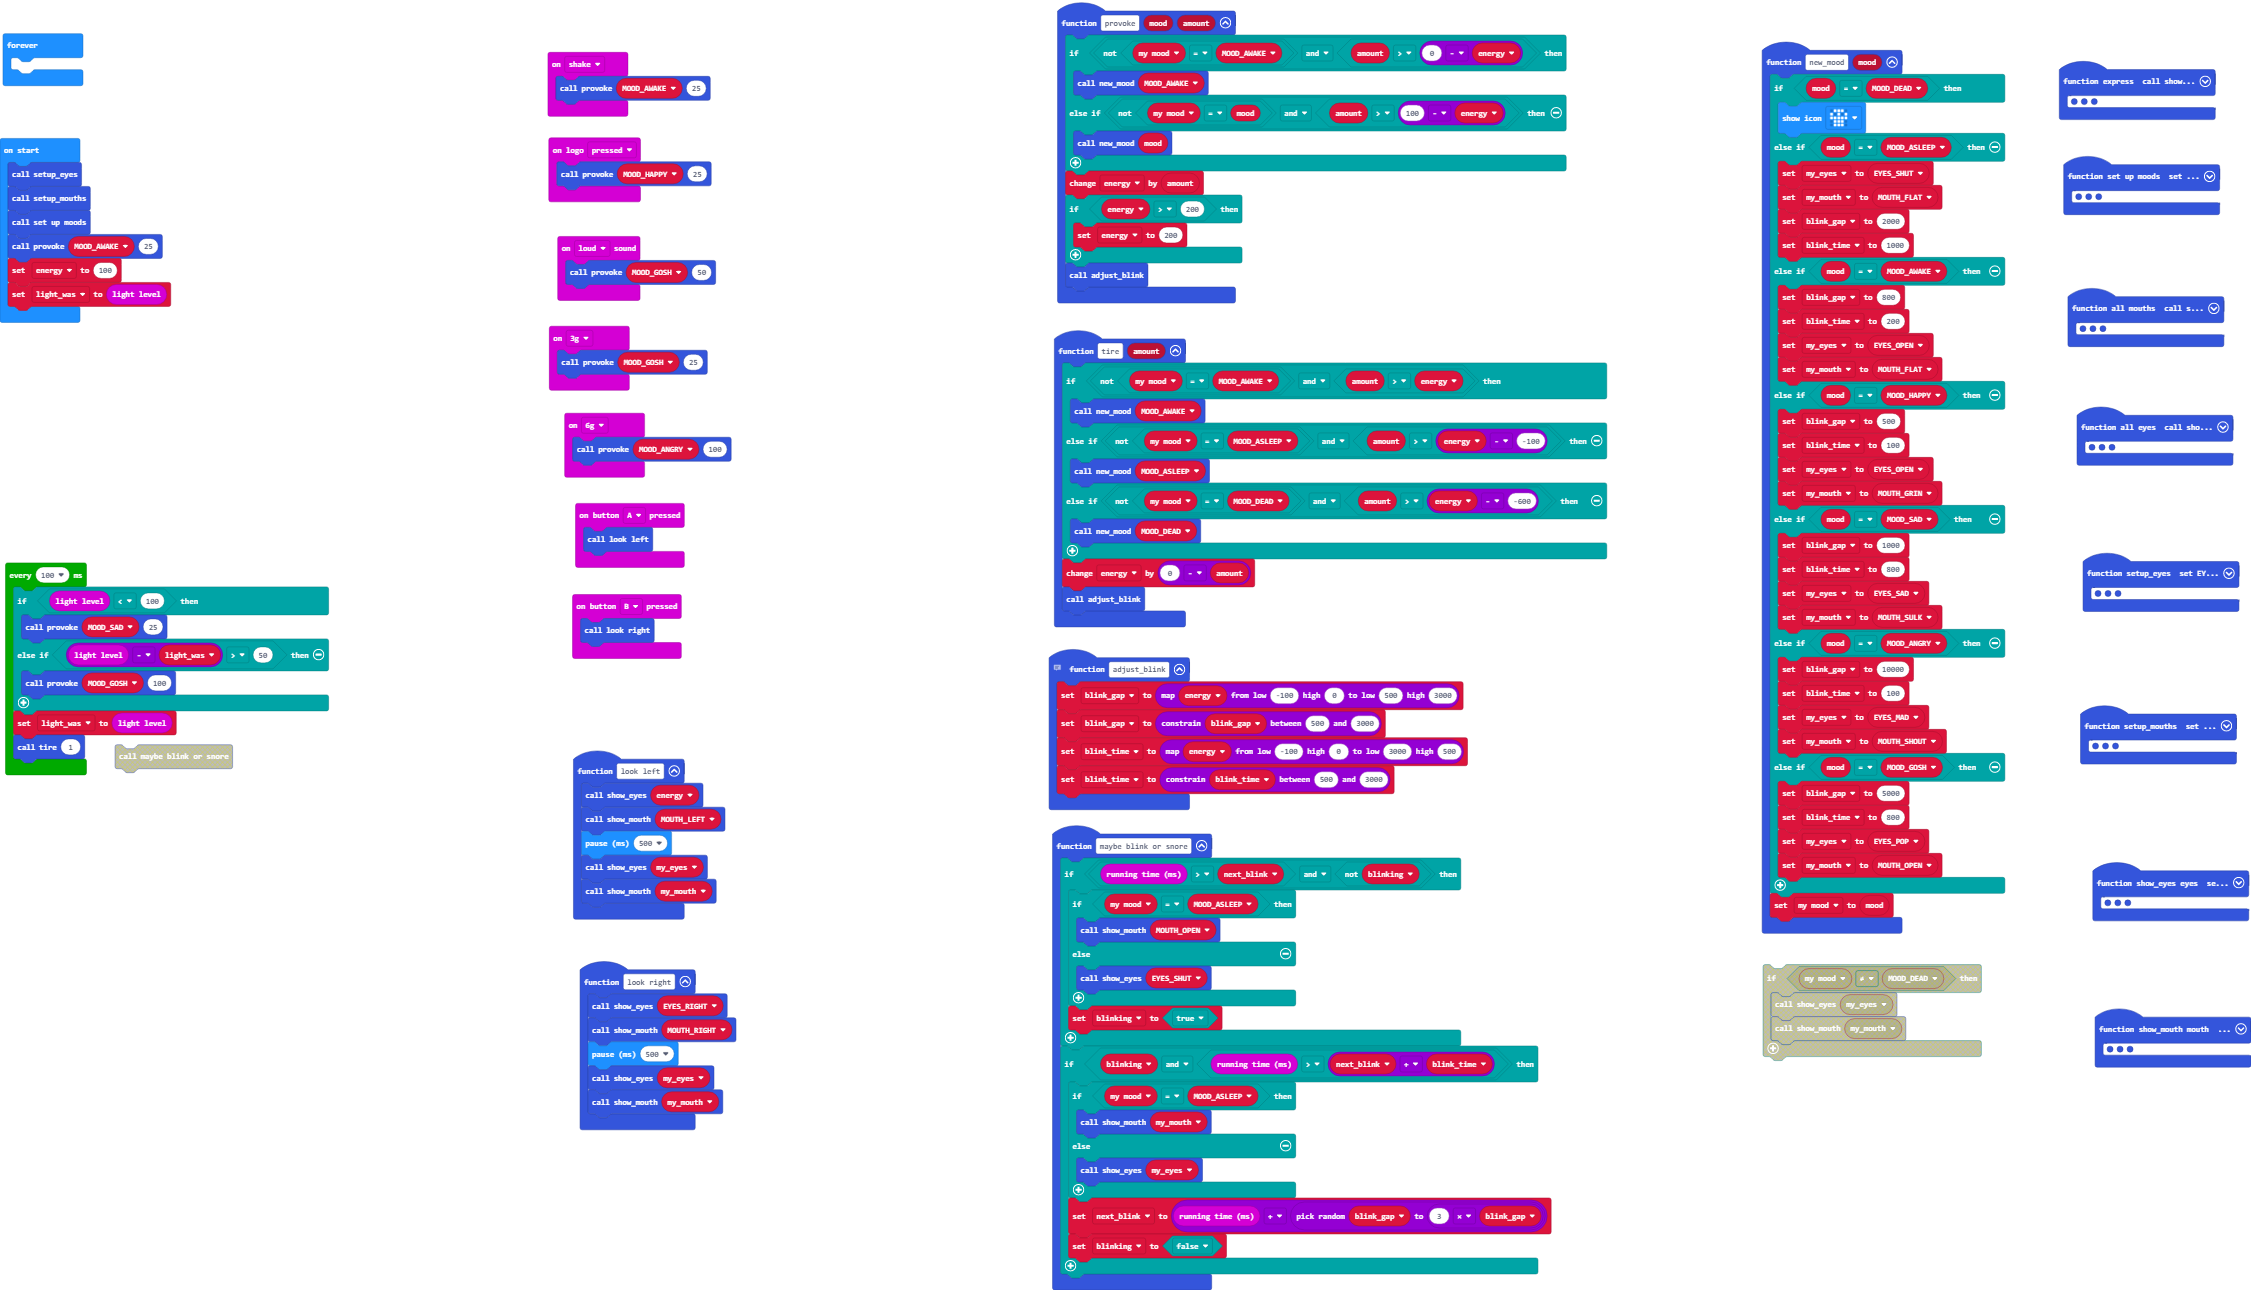 forever
on start
call setup_eyes
call setup_mouths
call set up moods
call provoke MOOD_AWAKE 25
set energy to 100
set light_was to light level
every 100 ms
if light level < 100 then
call provoke MOOD_SAD 25
else if light level - light_was > 50 then
call provoke MOOD_GOSH 100
set light_was to light level
call tire 1
call maybe blink or snore
on shake
call provoke MOOD_AWAKE 25
on logo pressed
call provoke MOOD_HAPPY 25
on loud sound
call provoke MOOD_GOSH 50
on 3g
call provoke MOOD_GOSH 25
on 6g
call provoke MOOD_ANGRY 100
on button A pressed
call look left
on button B pressed
call look right
function look left
call show_eyes energy
call show_mouth MOUTH_LEFT
pause (ms) 500
call show_eyes my_eyes
call show_mouth my_mouth
function look right
call show_eyes EYES_RIGHT
call show_mouth MOUTH_RIGHT
pause (ms) 500
call show_eyes my_eyes
call show_mouth my_mouth
function provoke mood amount
if not my mood = MOOD_AWAKE and amount > 0 - energy then
call new_mood MOOD_AWAKE
else if not my mood = mood and amount > 100 - energy then
call new_mood mood
change energy by amount
if energy > 200 then
set energy to 200
call adjust_blink
function tire amount
if not my mood = MOOD_AWAKE and amount > energy then
call new_mood MOOD_AWAKE
else if not my mood = MOOD_ASLEEP and amount > energy - -100 then
call new_mood MOOD_ASLEEP
else if not my mood = MOOD_DEAD and amount > energy - -600 then
call new_mood MOOD_DEAD
change energy by 0 - amount
call adjust_blink
function adjust_blink
set blink_gap to map energy from low -100 high 0 to low 500 high 3000
set blink_gap to constrain blink_gap between 500 and 3000
set blink_time to map energy from low -100 high 0 to low 3000 high 500
set blink_time to constrain blink_time between 500 and 3000
function maybe blink or snore
if running time (ms) > next_blink and not blinking then
if my mood = MOOD_ASLEEP then
call show_mouth MOUTH_OPEN
else
call show_eyes EYES_SHUT
set blinking to true
if blinking and running time (ms) > next_blink + blink_time then
if my mood = MOOD_ASLEEP then
call show_mouth my_mouth
else
call show_eyes my_eyes
set next_blink to running time (ms) + pick random blink_gap to 3 × blink_gap
set blinking to false
function new_mood mood
if mood = MOOD_DEAD then
show icon
else if mood = MOOD_ASLEEP then
set my_eyes to EYES_SHUT
set my_mouth to MOUTH_FLAT
set blink_gap to 2000
set blink_time to 1000
else if mood = MOOD_AWAKE then
set blink_gap to 800
set blink_time to 200
set my_eyes to EYES_OPEN
set my_mouth to MOUTH_FLAT
else if mood = MOOD_HAPPY then
set blink_gap to 500
set blink_time to 100
set my_eyes to EYES_OPEN
set my_mouth to MOUTH_GRIN
else if mood = MOOD_SAD then
set blink_gap to 1000
set blink_time to 800
set my_eyes to EYES_SAD
set my_mouth to MOUTH_SULK
else if mood = MOOD_ANGRY then
set blink_gap to 10000
set blink_time to 100
set my_eyes to EYES_MAD
set my_mouth to MOUTH_SHOUT
else if mood = MOOD_GOSH then
set blink_gap to 5000
set blink_time to 800
set my_eyes to EYES_POP
set my_mouth to MOUTH_OPEN
set my mood to mood
if my mood ≠ MOOD_DEAD then
call show_eyes my_eyes
call show_mouth my_mouth
function express call show...
function set up moods set ...
function all mouths call s...
function all eyes call sho...
function setup_eyes set EY...
function setup_mouths set ...
function show_eyes eyes se...
function show_mouth mouth ...